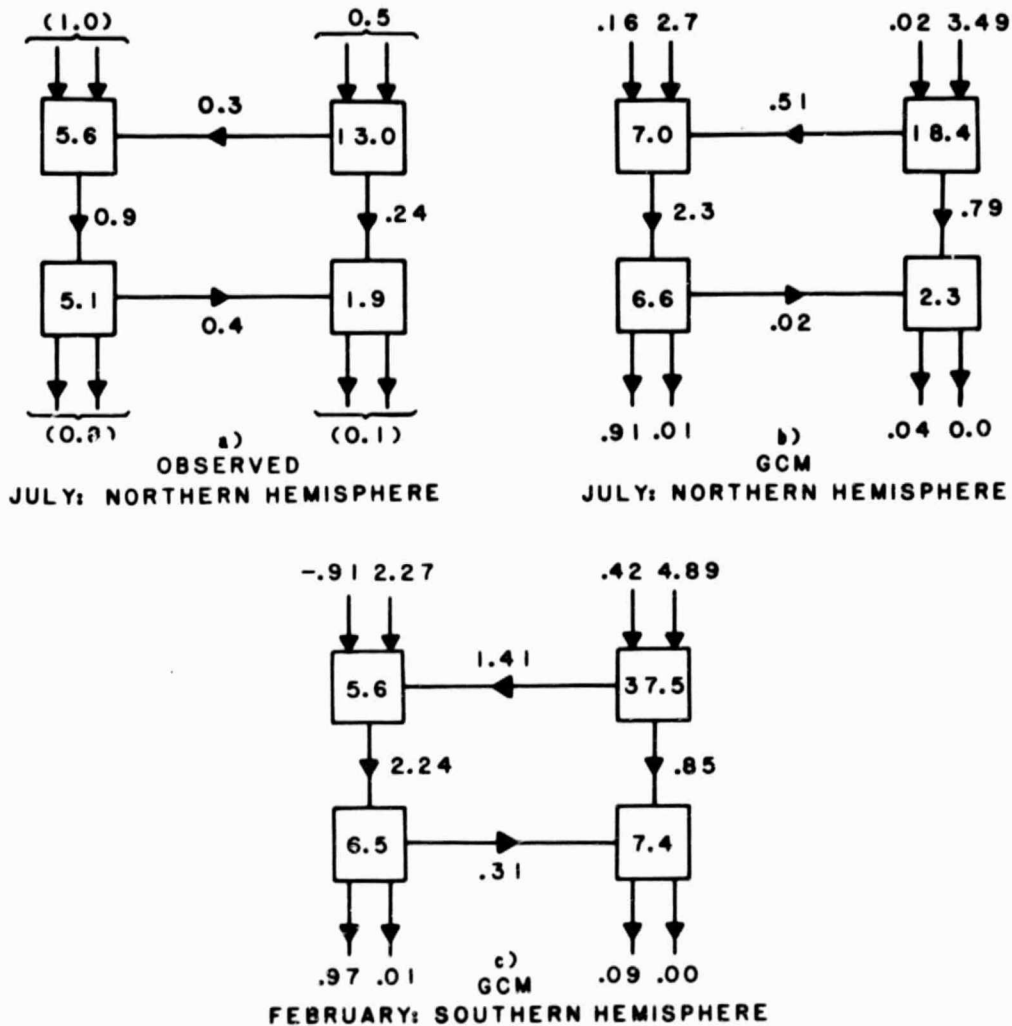 (1.0) 0.5
5.6 0.3 13.0
0.9 .24
5.1 0.4 1.9
(0.1)
a)
OBSERVED
JULY: NORTHERN HEMISPHERE
.16 2.7 .02 3.49
7.0 .51 18.4
2.3 .79
6.6 .02 2.3
.91 .01 .04 0.0
b)
GCM
JULY: NORTHERN HEMISPHERE
-.91 2.27 .42 4.89
5.6 1.41 37.5
2.24 .85
6.5 .31 7.4
.97 .01 .09 .00
c)
GCM
FEBRUARY: SOUTHERN HEMISPHERE